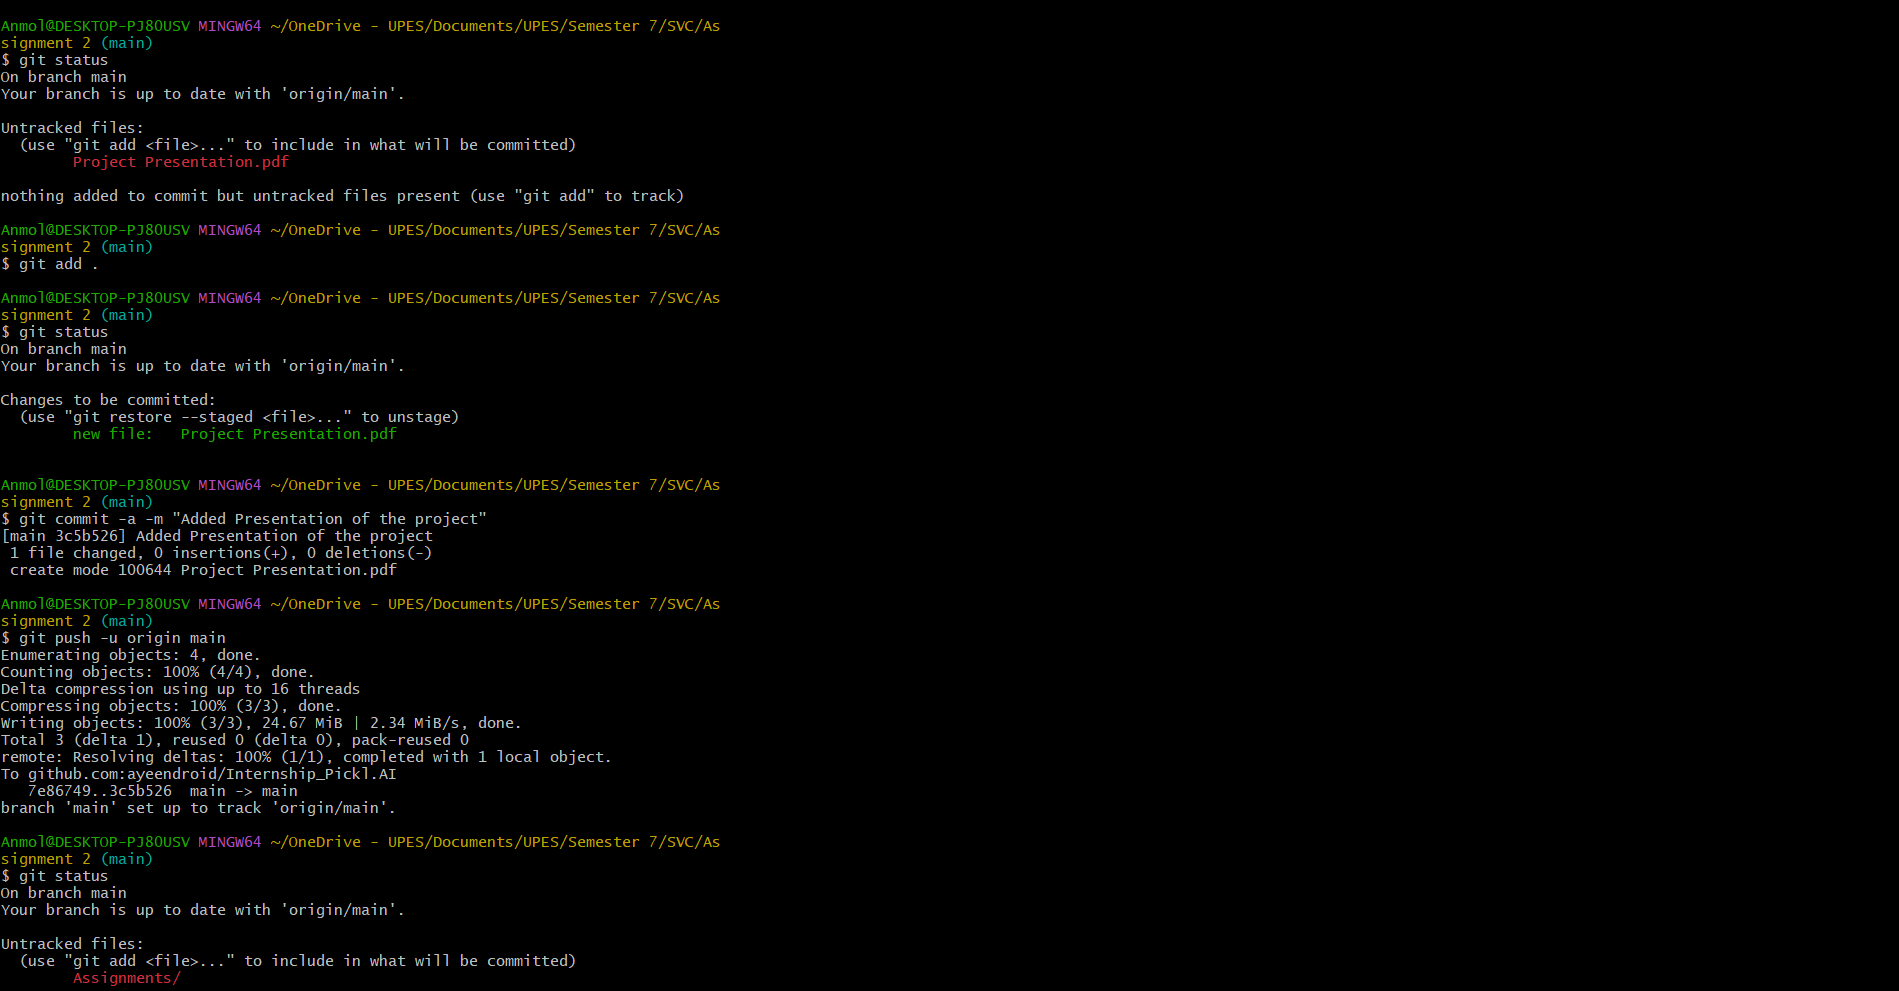 Anmol@DESKTOP-PJ80USV MINGW64 ~/OneDrive - UPES/Documents/UPES/Semester 7/SVC/As
signment 2 (main)
$ git status
On branch main
Your branch is up to date with 'origin/main'.
Untracked files:
  (use "git add <file>..." to include in what will be committed)
        Project Presentation.pdf
nothing added to commit but untracked files present (use "git add" to track)
Anmol@DESKTOP-PJ80USV MINGW64 ~/OneDrive - UPES/Documents/UPES/Semester 7/SVC/As
signment 2 (main)
$ git add .
Anmol@DESKTOP-PJ80USV MINGW64 ~/OneDrive - UPES/Documents/UPES/Semester 7/SVC/As
signment 2 (main)
$ git status
On branch main
Your branch is up to date with 'origin/main'.
Changes to be committed:
  (use "git restore --staged <file>..." to unstage)
        new file:   Project Presentation.pdf
Anmol@DESKTOP-PJ80USV MINGW64 ~/OneDrive - UPES/Documents/UPES/Semester 7/SVC/As
signment 2 (main)
$ git commit -a -m "Added Presentation of the project"
[main 3c5b526] Added Presentation of the project
 1 file changed, 0 insertions(+), 0 deletions(-)
 create mode 100644 Project Presentation.pdf
Anmol@DESKTOP-PJ80USV MINGW64 ~/OneDrive - UPES/Documents/UPES/Semester 7/SVC/As
signment 2 (main)
$ git push -u origin main
Enumerating objects: 4, done.
Counting objects: 100% (4/4), done.
Delta compression using up to 16 threads
Compressing objects: 100% (3/3), done.
Writing objects: 100% (3/3), 24.67 MiB | 2.34 MiB/s, done.
Total 3 (delta 1), reused 0 (delta 0), pack-reused 0
remote: Resolving deltas: 100% (1/1), completed with 1 local object.
To github.com:ayeendroid/Internship_Pickl.AI
   7e86749..3c5b526  main -> main
branch 'main' set up to track 'origin/main'.
Anmol@DESKTOP-PJ80USV MINGW64 ~/OneDrive - UPES/Documents/UPES/Semester 7/SVC/As
signment 2 (main)
$ git status
On branch main
Your branch is up to date with 'origin/main'.
Untracked files:
  (use "git add <file>..." to include in what will be committed)
        Assignments/